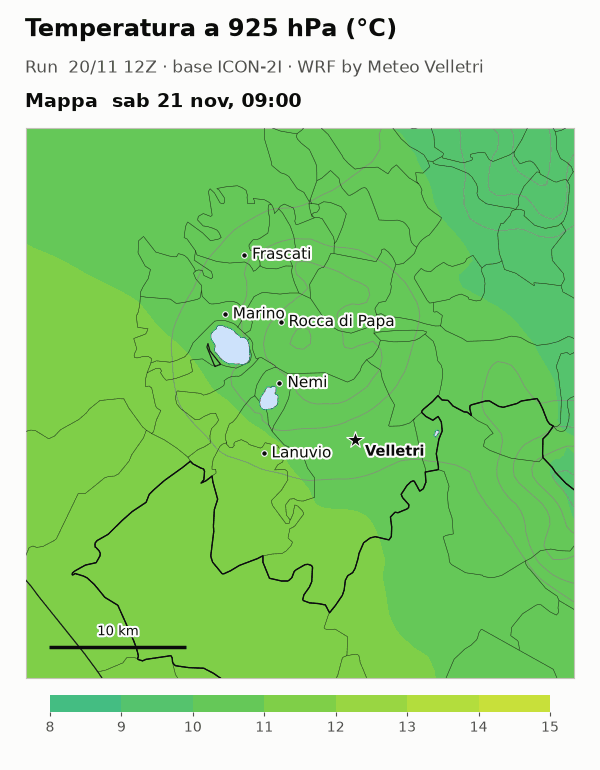 Temperatura a 925 hPa (°C)
Run  20/11 12Z · base ICON-2I · WRF by Meteo Velletri
Mappa  sab 21 nov, 09:00
Frascati
Marino
Rocca di Papa
Nemi
Velletri
Lanuvio
10 km
8 9 10 11 12 13 14 15